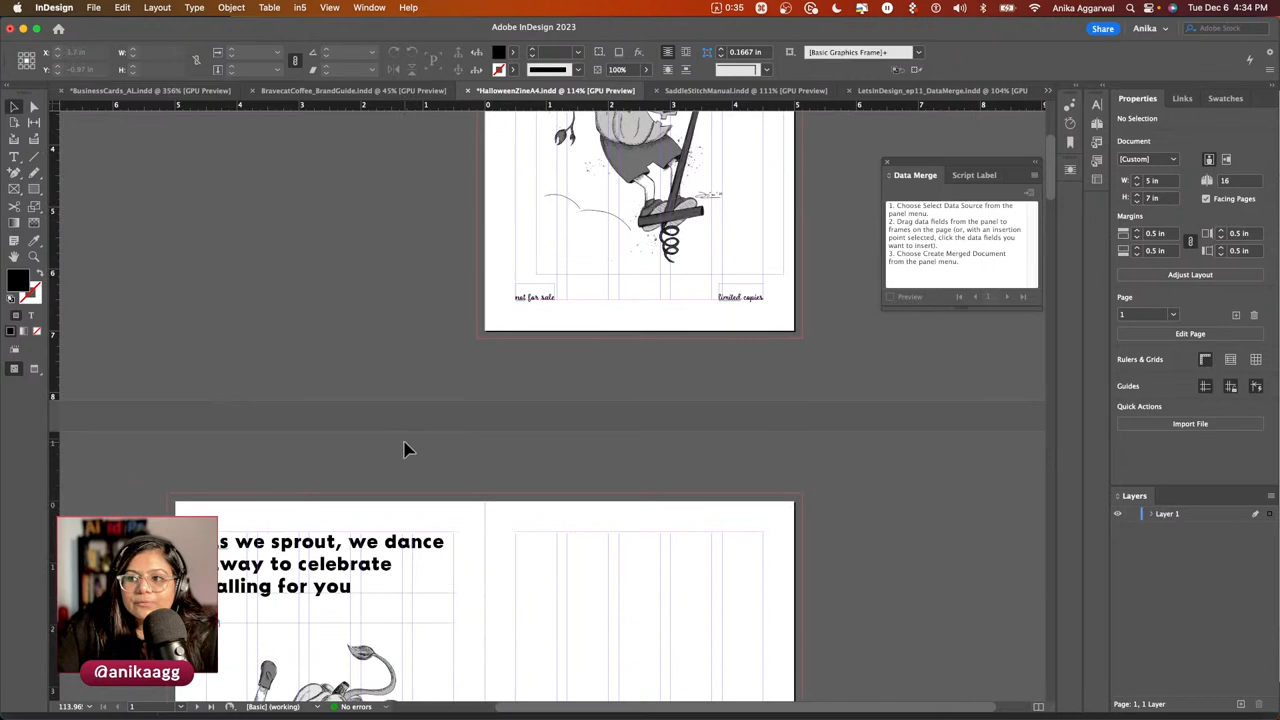 InDesign File Edit Layout Type Object Table in5 View Window Help
0:35
Tue Dec 6 4:34 PM
Adobe InDesign 2023
Share
Anika
Adobe Stock
X: 3.7 in W:
Y: -0.97 in H:
0.1667 in
[Basic Graphics Frame]+
100%
*BusinessCards_AL.indd @ 356% [GPU Preview]
BravecatCoffee_BrandGuide.indd @ 45% [GPU Preview]
*HalloweenZineA4.indd @ 114% [GPU Preview]
SaddleStitchManual.indd @ 111% [GPU Preview]
LetsInDesign_ep11_DataMerge.indd @ 104% [GPU
Properties Links Swatches
No Selection
Document
[Custom]
W: 5 in
16
H: 7 in
Facing Pages
Margins
0.5 in 0.5 in
0.5 in 0.5 in
Adjust Layout
Page
1
Edit Page
Rulers & Grids
Guides
Quick Actions
Import File
Layers
Layer 1
Page: 1, 1 Layer
Data Merge Script Label
1. Choose Select Data Source from the
panel menu.
2. Drag data fields from the panel to
frames on the page (or, with an insertion
point selected, click the data fields you
want to insert).
3. Choose Create Merged Document
from the panel menu.
Preview
1
not for sale
limited copies
s we sprout, we dance
way to celebrate
alling for you
@anikaagg
113.96%
1
[Basic] (working)
No errors